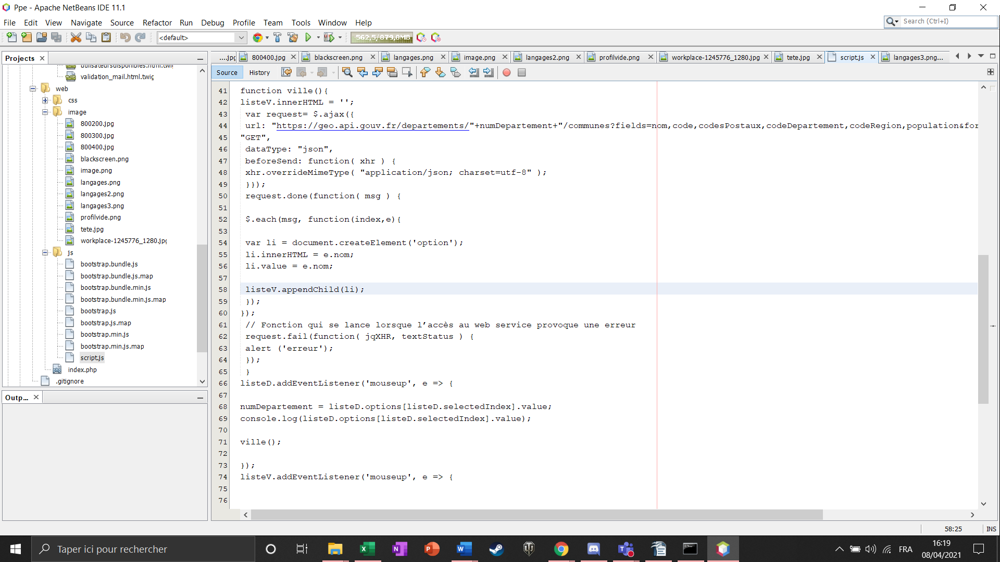 Ppe - Apache NetBeans IDE 11.1
File Edit View Navigate Source Refactor Run Debug Profile Team Tools Window Help
Search (Ctrl+I)
<default>
562,5/879,0MB
Projects
...jpg 800400.jpg blackscreen.png langages.png image.png langages2.png profilvide.png workplace-1245776_1280.jpg tete.jpg script.js langages3.png...
Source History
validation_mail.html.twig
web
css
image
800200.jpg
800300.jpg
800400.jpg
blackscreen.png
image.png
langages.png
langages2.png
langages3.png
profilvide.png
tete.jpg
workplace-1245776_1280.jpg
js
bootstrap.bundle.js
bootstrap.bundle.js.map
bootstrap.bundle.min.js
bootstrap.bundle.min.js.map
bootstrap.js
bootstrap.js.map
bootstrap.min.js
bootstrap.min.js.map
script.js
index.php
.gitignore
Outp...
41 function ville(){
42 listeV.innerHTML = '';
43 var request= $.ajax({
44 url: "https://geo.api.gouv.fr/departements/"+numDepartement+"/communes?fields=nom,code,codesPostaux,codeDepartement,codeRegion,population&for
45 "GET",
46 dataType: "json",
47 beforeSend: function( xhr ) {
48 xhr.overrideMimeType( "application/json; charset=utf-8" );
49 }});
50 request.done(function( msg ) {
51
52 $.each(msg, function(index,e){
53
54 var li = document.createElement('option');
55 li.innerHTML = e.nom;
56 li.value = e.nom;
57
58 listeV.appendChild(li);
59 });
60 });
61 // Fonction qui se lance lorsque l’accès au web service provoque une erreur
62 request.fail(function( jqXHR, textStatus ) {
63 alert ('erreur');
64 });
65 }
66 listeD.addEventListener('mouseup', e => {
67
68 numDepartement = listeD.options[listeD.selectedIndex].value;
69 console.log(listeD.options[listeD.selectedIndex].value);
70
71 ville();
72
73 });
74 listeV.addEventListener('mouseup', e => {
75
76
58:25 INS
Taper ici pour rechercher
FRA
16:19
08/04/2021